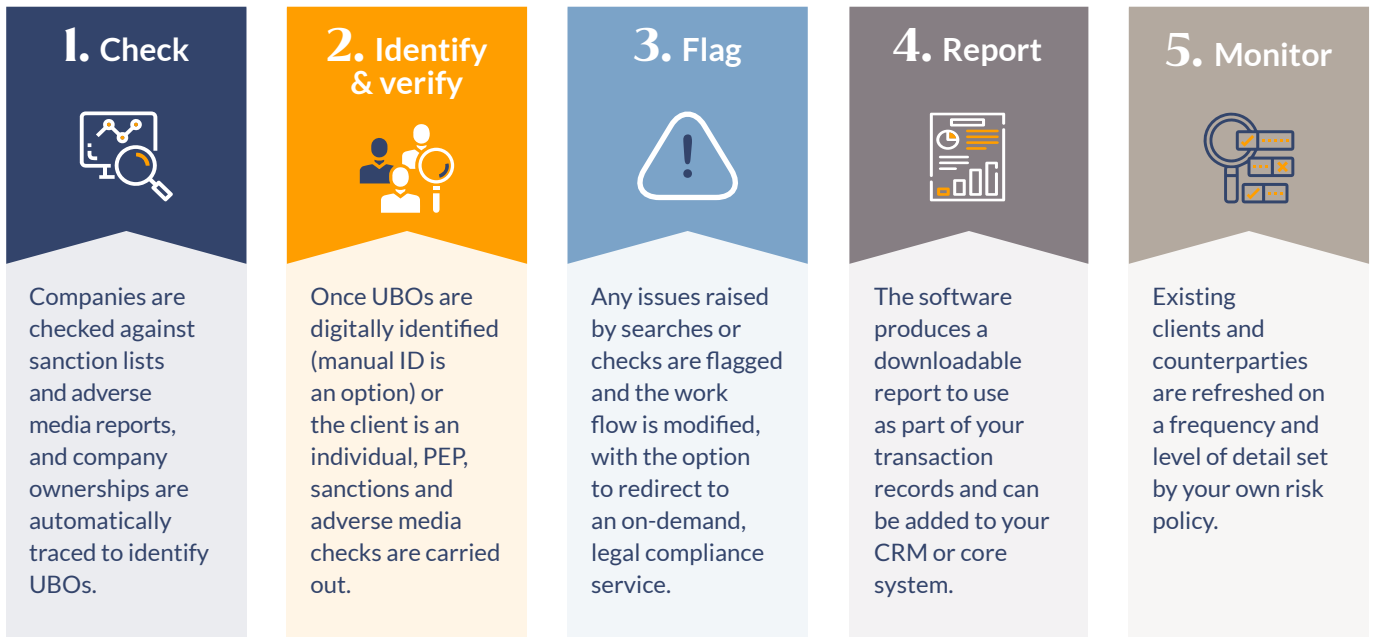 1. Check
Companies are
checked against
sanction lists
and adverse
media reports,
and company
ownerships are
automatically
traced to identify
UBOs.
2. Identify
& verify
Once UBOs are
digitally identified
(manual ID is
an option) or
the client is an
individual, PEP,
sanctions and
adverse media
checks are carried
out.
3. Flag
Any issues raised
by searches or
checks are flagged
and the work
flow is modified,
with the option
to redirect to
an on-demand,
legal compliance
service.
4. Report
The software
produces a
downloadable
report to use
as part of your
transaction
records and can
be added to your
CRM or core
system.
5. Monitor
Existing
clients and
counterparties
are refreshed on
a frequency and
level of detail set
by your own risk
policy.